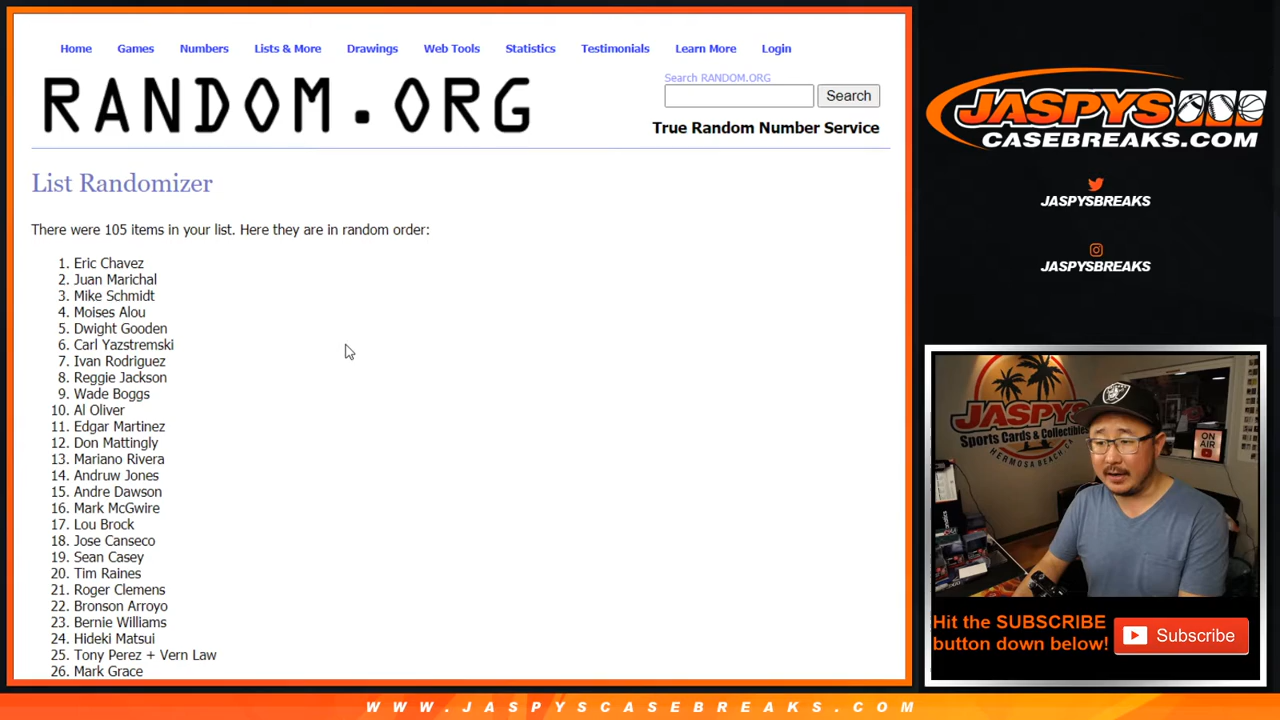 Home Games Numbers Lists & More Drawings Web Tools Statistics Testimonials Learn More Login
RANDOM.ORG
Search RANDOM.ORG
Search
True Random Number Service
List Randomizer
There were 105 items in your list. Here they are in random order:
1. Eric Chavez
2. Juan Marichal
3. Mike Schmidt
4. Moises Alou
5. Dwight Gooden
6. Carl Yazstremski
7. Ivan Rodriguez
8. Reggie Jackson
9. Wade Boggs
10. Al Oliver
11. Edgar Martinez
12. Don Mattingly
13. Mariano Rivera
14. Andruw Jones
15. Andre Dawson
16. Mark McGwire
17. Lou Brock
18. Jose Canseco
19. Sean Casey
20. Tim Raines
21. Roger Clemens
22. Bronson Arroyo
23. Bernie Williams
24. Hideki Matsui
25. Tony Perez + Vern Law
26. Mark Grace
JASPYS
CASEBREAKS.COM
JASPYSBREAKS
JASPYSBREAKS
JASPYS
Sports Cards & Collectibles
HERMOSA BEACH CA
ON
AIR
Hit the SUBSCRIBE
button down below!
Subscribe
WWW.JASPYSCASEBREAKS.COM